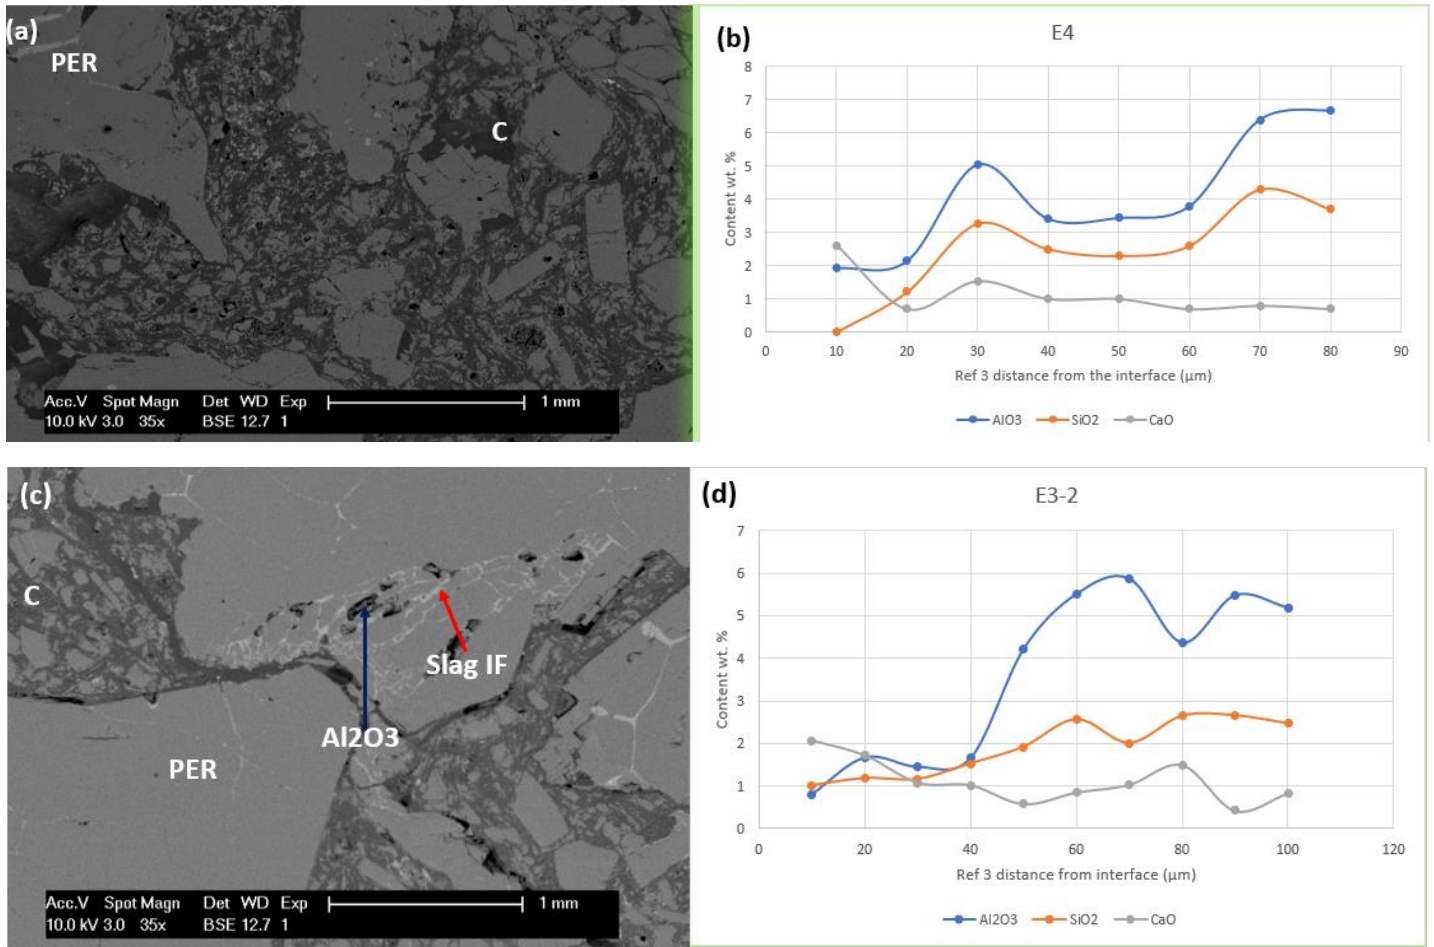 (a)
PER
C
Acc.V Spot Magn Det WD Exp 1 mm
10.0 kV 3.0 35x BSE 12.7 1
(b)
E4
8
7
6
5
4
3
2
1
0
Content wt. %
0 10 20 30 40 50 60 70 80 90
Ref 3 distance from the interface (µm)
AlO3 SiO2 CaO
(c)
C
Slag IF
Al2O3
PER
Acc.V Spot Magn Det WD Exp 1 mm
10.0 kV 3.0 35x BSE 12.7 1
(d)
E3-2
7
6
5
4
3
2
1
0
Content wt. %
0 20 40 60 80 100 120
Ref 3 distance from interface (µm)
Al2O3 SiO2 CaO